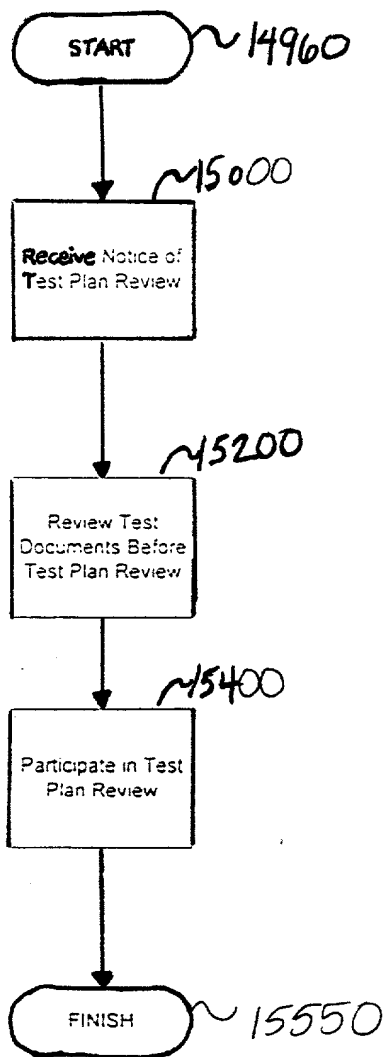 START
14960
15000
Receive Notice of
Test Plan Review
15200
Review Test
Documents Before
Test Plan Review
15400
Participate in Test
Plan Review
FINISH
15550